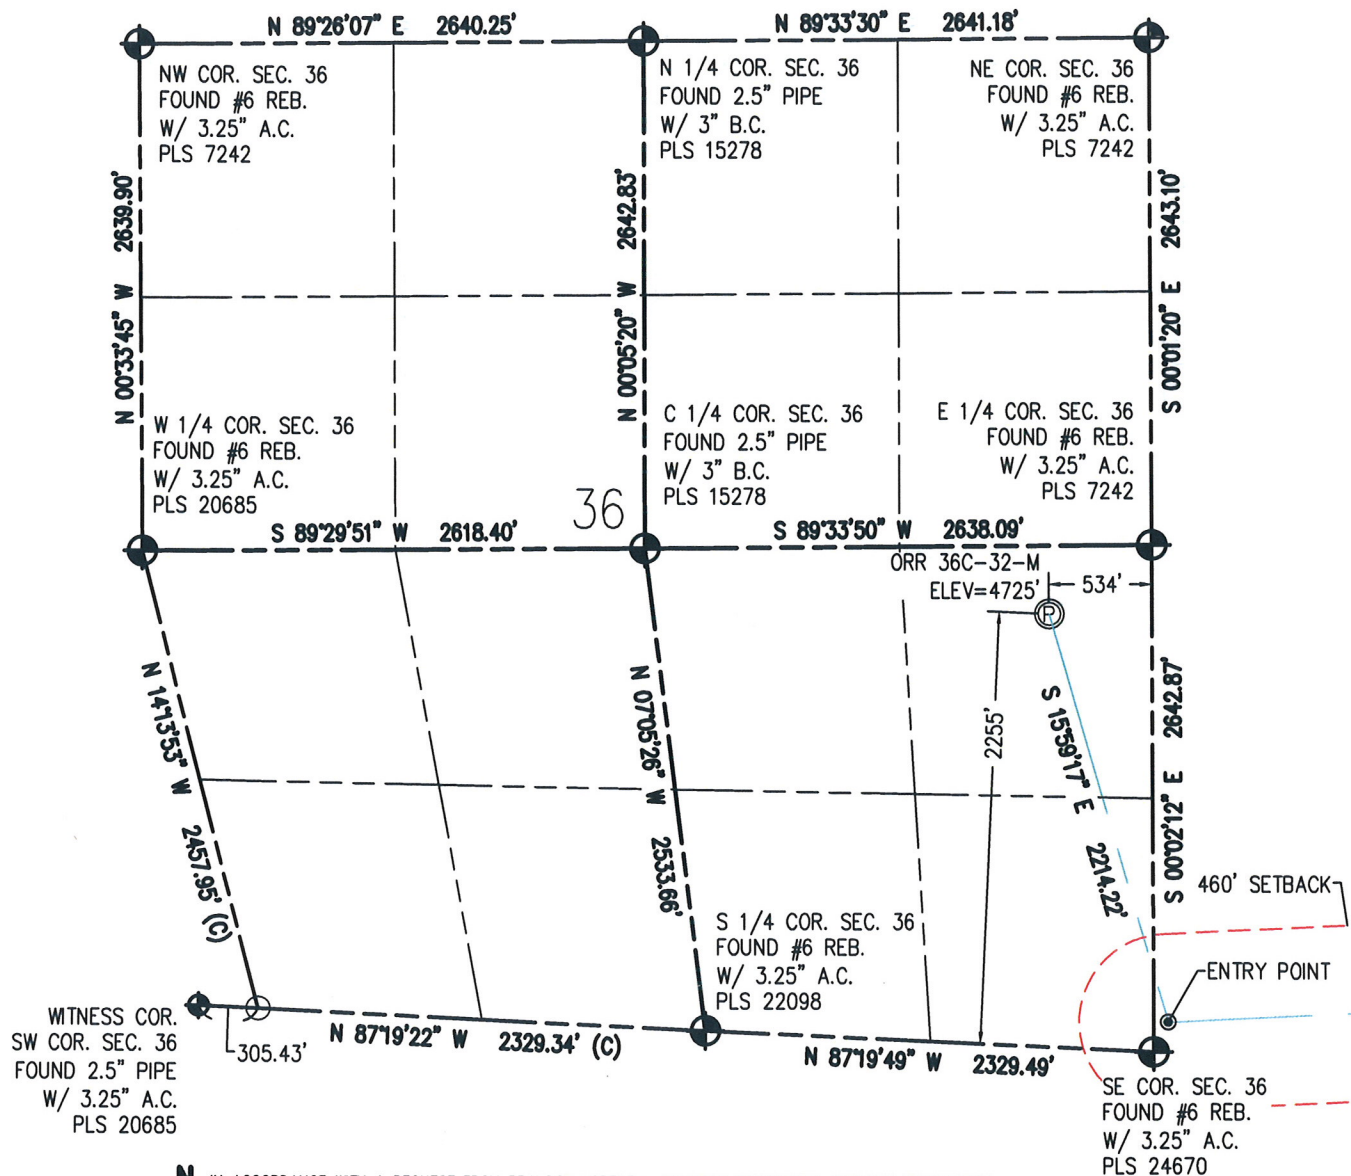 N 89°26'07" E 2640.25'
N 89°33'30" E 2641.18'
NW COR. SEC. 36
FOUND #6 REB.
W/ 3.25" A.C.
PLS 7242
N 1/4 COR. SEC. 36
FOUND 2.5" PIPE
W/ 3" B.C.
PLS 15278
NE COR. SEC. 36
FOUND #6 REB.
W/ 3.25" A.C.
PLS 7242
N 00°33'45" W 2639.90'
N 00°05'20" W 2642.83'
S 00°01'20" E 2643.10'
W 1/4 COR. SEC. 36
FOUND #6 REB.
W/ 3.25" A.C.
PLS 20685
C 1/4 COR. SEC. 36
FOUND 2.5" PIPE
W/ 3" B.C.
PLS 15278
E 1/4 COR. SEC. 36
FOUND #6 REB.
W/ 3.25" A.C.
PLS 7242
36
S 89°29'51" W 2618.40'
S 89°33'50" W 2638.09'
ORR 36C-32-M
ELEV=4725'
534'
P
2255'
N 14°13'53" W 2457.95' (C)
N 07°05'26" W 2533.66'
S 15°59'17" E 2214.22'
S 00°02'12" E 2642.87'
460' SETBACK
ENTRY POINT
S 1/4 COR. SEC. 36
FOUND #6 REB.
W/ 3.25" A.C.
PLS 22098
WITNESS COR.
SW COR. SEC. 36
FOUND 2.5" PIPE
W/ 3.25" A.C.
PLS 20685
305.43'
N 87°19'22" W 2329.34' (C)
N 87°19'49" W 2329.49'
SE COR. SEC. 36
FOUND #6 REB.
W/ 3.25" A.C.
PLS 24670
N